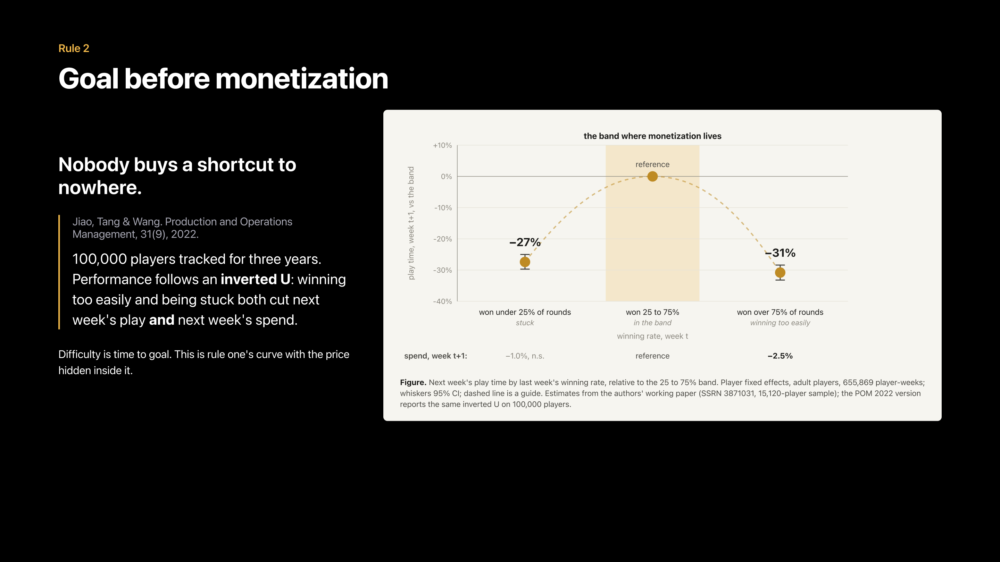 Rule 2
Goal before monetization
Nobody buys a shortcut to
nowhere.
Jiao, Tang & Wang. Production and Operations
Management, 31(9), 2022.
100,000 players tracked for three years.
Performance follows an inverted U: winning
too easily and being stuck both cut next
week's play and next week's spend.
Difficulty is time to goal. This is rule one's curve with the price
hidden inside it.
the band where monetization lives
play time, week t+1, vs the band
+10%
0%
-10%
-20%
-30%
-40%
reference
−27%
−31%
won under 25% of rounds
stuck
won 25 to 75%
in the band
won over 75% of rounds
winning too easily
winning rate, week t
spend, week t+1:
−1.0%, n.s.
reference
−2.5%
Figure. Next week's play time by last week's winning rate, relative to the 25 to 75% band. Player fixed effects, adult players, 655,869 player-weeks;
whiskers 95% CI; dashed line is a guide. Estimates from the authors' working paper (SSRN 3871031, 15,120-player sample); the POM 2022 version
reports the same inverted U on 100,000 players.